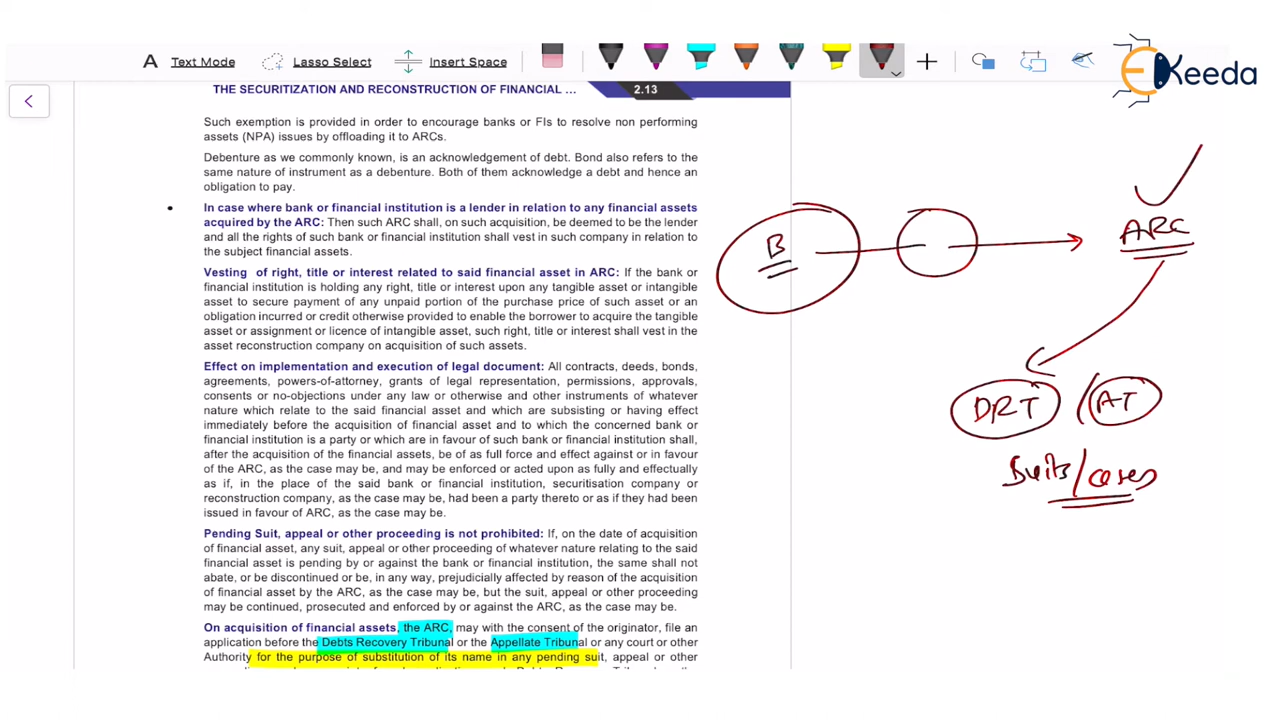 Text Mode
Lasso Select
Insert Space
EKeeda
THE SECURITIZATION AND RECONSTRUCTION OF FINANCIAL ... 2.13
Such exemption is provided in order to encourage banks or FIs to resolve non performing
assets (NPA) issues by offloading it to ARCs.
Debenture as we commonly known, is an acknowledgement of debt. Bond also refers to the
same nature of instrument as a debenture. Both of them acknowledge a debt and hence an
obligation to pay.
• In case where bank or financial institution is a lender in relation to any financial assets
acquired by the ARC: Then such ARC shall, on such acquisition, be deemed to be the lender
and all the rights of such bank or financial institution shall vest in such company in relation to
the subject financial assets.
Vesting of right, title or interest related to said financial asset in ARC: If the bank or
financial institution is holding any right, title or interest upon any tangible asset or intangible
asset to secure payment of any unpaid portion of the purchase price of such asset or an
obligation incurred or credit otherwise provided to enable the borrower to acquire the tangible
asset or assignment or licence of intangible asset, such right, title or interest shall vest in the
asset reconstruction company on acquisition of such assets.
Effect on implementation and execution of legal document: All contracts, deeds, bonds,
agreements, powers-of-attorney, grants of legal representation, permissions, approvals,
consents or no-objections under any law or otherwise and other instruments of whatever
nature which relate to the said financial asset and which are subsisting or having effect
immediately before the acquisition of financial asset and to which the concerned bank or
financial institution is a party or which are in favour of such bank or financial institution shall,
after the acquisition of the financial assets, be of as full force and effect against or in favour
of the ARC, as the case may be, and may be enforced or acted upon as fully and effectually
as if, in the place of the said bank or financial institution, securitisation company or
reconstruction company, as the case may be, had been a party thereto or as if they had been
issued in favour of ARC, as the case may be.
Pending Suit, appeal or other proceeding is not prohibited: If, on the date of acquisition
of financial asset, any suit, appeal or other proceeding of whatever nature relating to the said
financial asset is pending by or against the bank or financial institution, the same shall not
abate, or be discontinued or be, in any way, prejudicially affected by reason of the acquisition
of financial asset by the ARC, as the case may be, but the suit, appeal or other proceeding
may be continued, prosecuted and enforced by or against the ARC, as the case may be.
On acquisition of financial assets, the ARC, may with the consent of the originator, file an
application before the Debts Recovery Tribunal or the Appellate Tribunal or any court or other
Authority for the purpose of substitution of its name in any pending suit, appeal or other
B
ARC
DRT / AT
Suits/cases